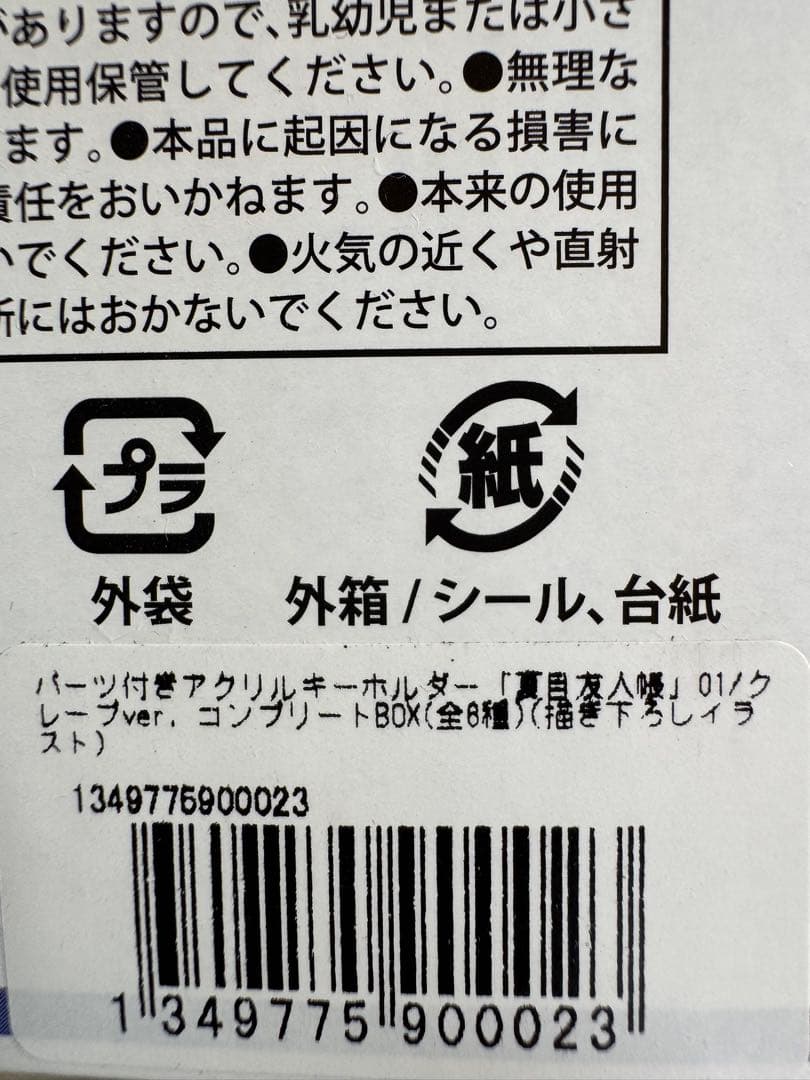 がありますので、乳幼児または小さ
使用保管してください。●無理な
ます。●本品に起因になる損害に
責任をおいかねます。●本来の使用
いでください。●火気の近くや直射
所にはおかないでください。
プラ
紙
外袋
外箱/シール、台紙
パーツ付きアクリルキーホルダー「夏目友人帳」01/ク
レープver. コンプリートBOX(全8種)(描き下ろしイラ
スト)
1349775900023
1349775900023